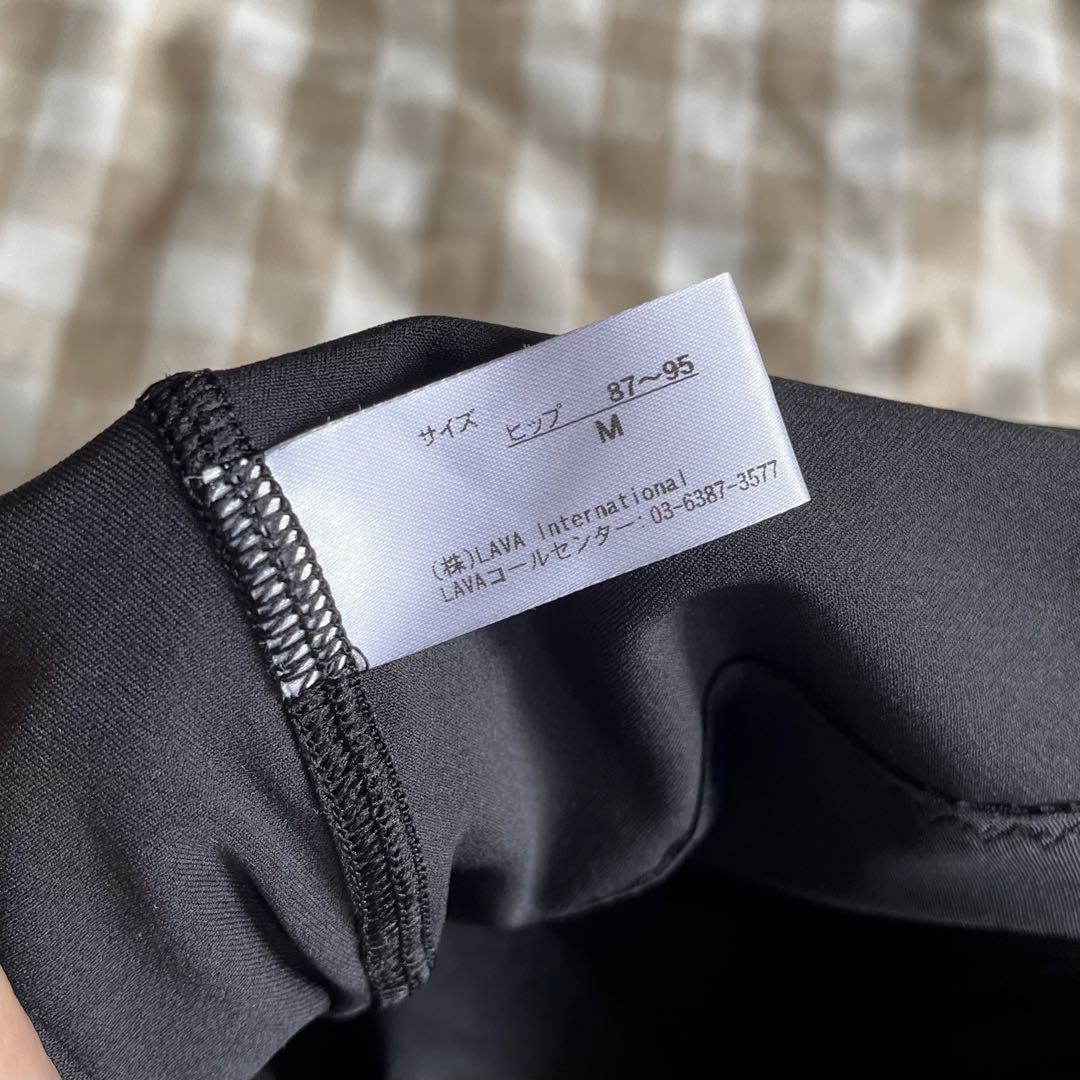 サイズ ヒップ 87～95
M
(株)LAVA International
LAVAコールセンター:03-6387-3577